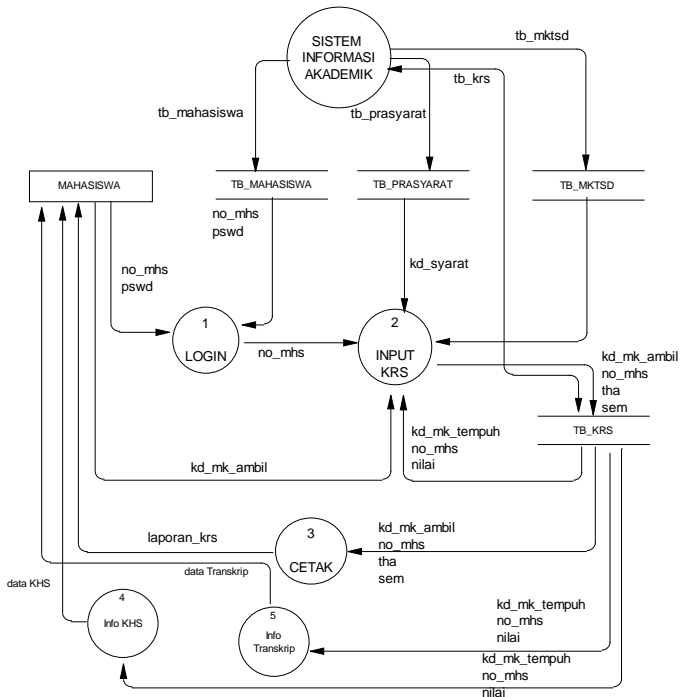 SISTEM
INFORMASI
AKADEMIK
tb_mktsd
tb_krs
tb_mahasiswa
tb_prasyarat
MAHASISWA
TB_MAHASISWA
TB_PRASYARAT
TB_MKTSD
no_mhs
pswd
kd_syarat
no_mhs
pswd
1
LOGIN
no_mhs
2
INPUT
KRS
kd_mk_ambil
no_mhs
tha
sem
TB_KRS
kd_mk_tempuh
no_mhs
nilai
kd_mk_ambil
laporan_krs
3
CETAK
kd_mk_ambil
no_mhs
tha
sem
data Transkrip
data KHS
4
Info KHS
5
Info
Transkrip
kd_mk_tempuh
no_mhs
nilai
kd_mk_tempuh
no_mhs
nilai